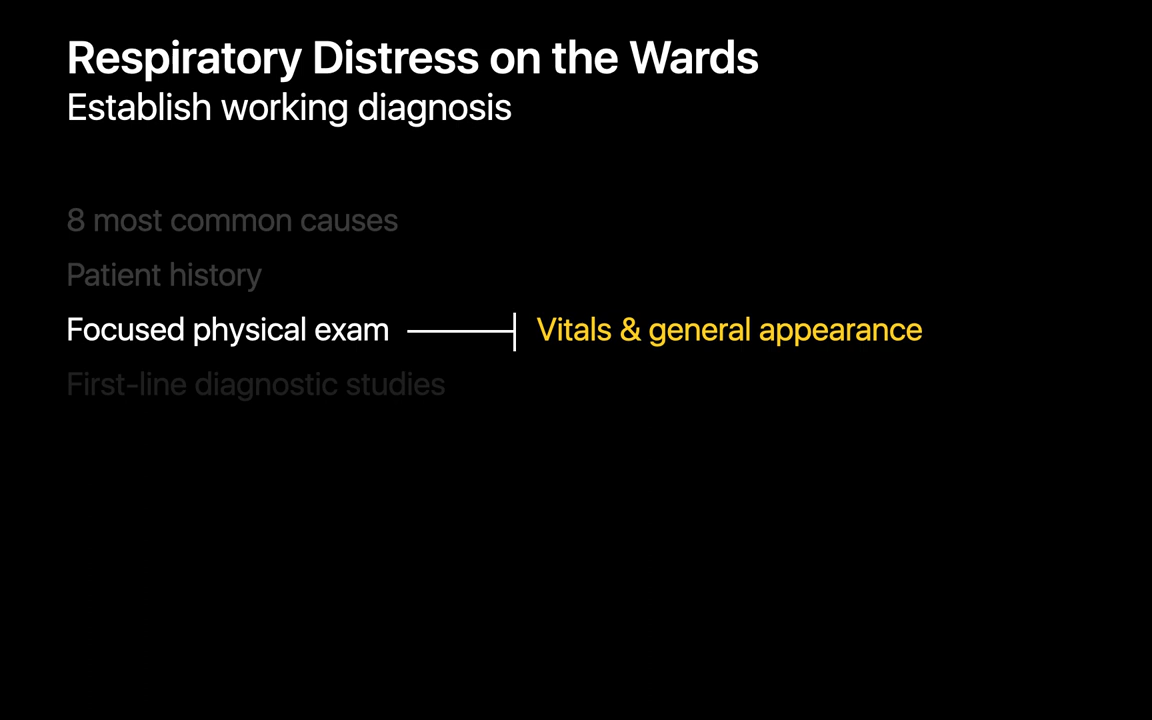 Respiratory Distress on the Wards
Establish working diagnosis
8 most common causes
Patient history
Focused physical exam Vitals & general appearance
First-line diagnostic studies